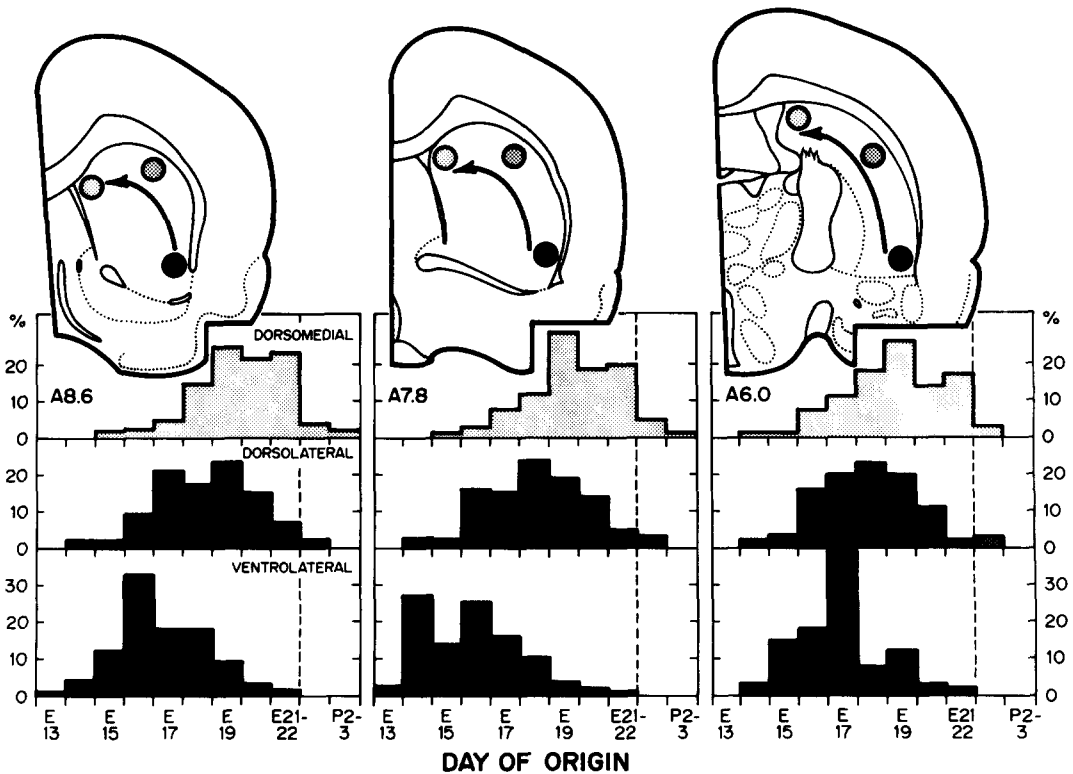 %
DORSOMEDIAL
%
20
A8.6
A7.8
A6.0
20
10
10
0
0
DORSOLATERAL
20
20
10
10
0
0
VENTROLATERAL
30
30
20
20
10
10
0
0
E 13
E 15
E 17
E 19
E21-22
P2-3
E 13
E 15
E 17
E 19
E21-22
P2-3
E 13
E 15
E 17
E 19
E21 22
P2-3
DAY OF ORIGIN